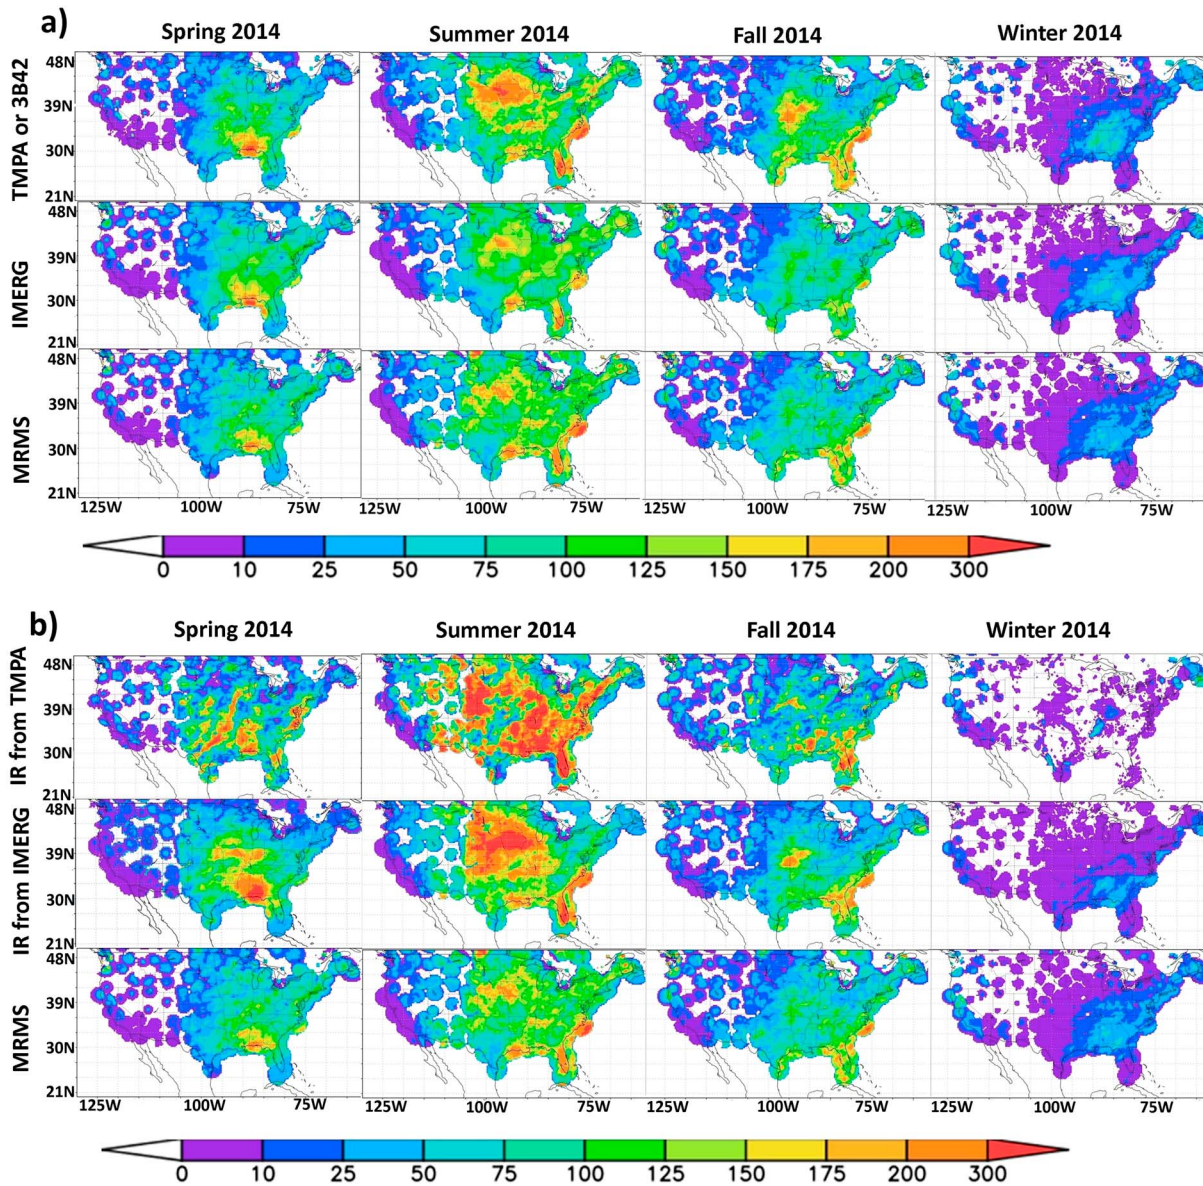 a)
Spring 2014 Summer 2014 Fall 2014 Winter 2014
TMPA or 3B42
48N
39N
30N
21N
IMERG
48N
39N
30N
21N
MRMS
48N
39N
30N
21N
125W 100W 75W 100W 75W 100W 75W 125W 100W 75W
0 10 25 50 75 100 125 150 175 200 300
b)
Spring 2014 Summer 2014 Fall 2014 Winter 2014
IR from TMPA
48N
39N
30N
21N
IR from IMERG
48N
39N
30N
21N
MRMS
48N
39N
30N
21N
125W 100W 75W 125W 100W 75W 125W 100W 75W 125W 100W 75W
0 10 25 50 75 100 125 150 175 200 300